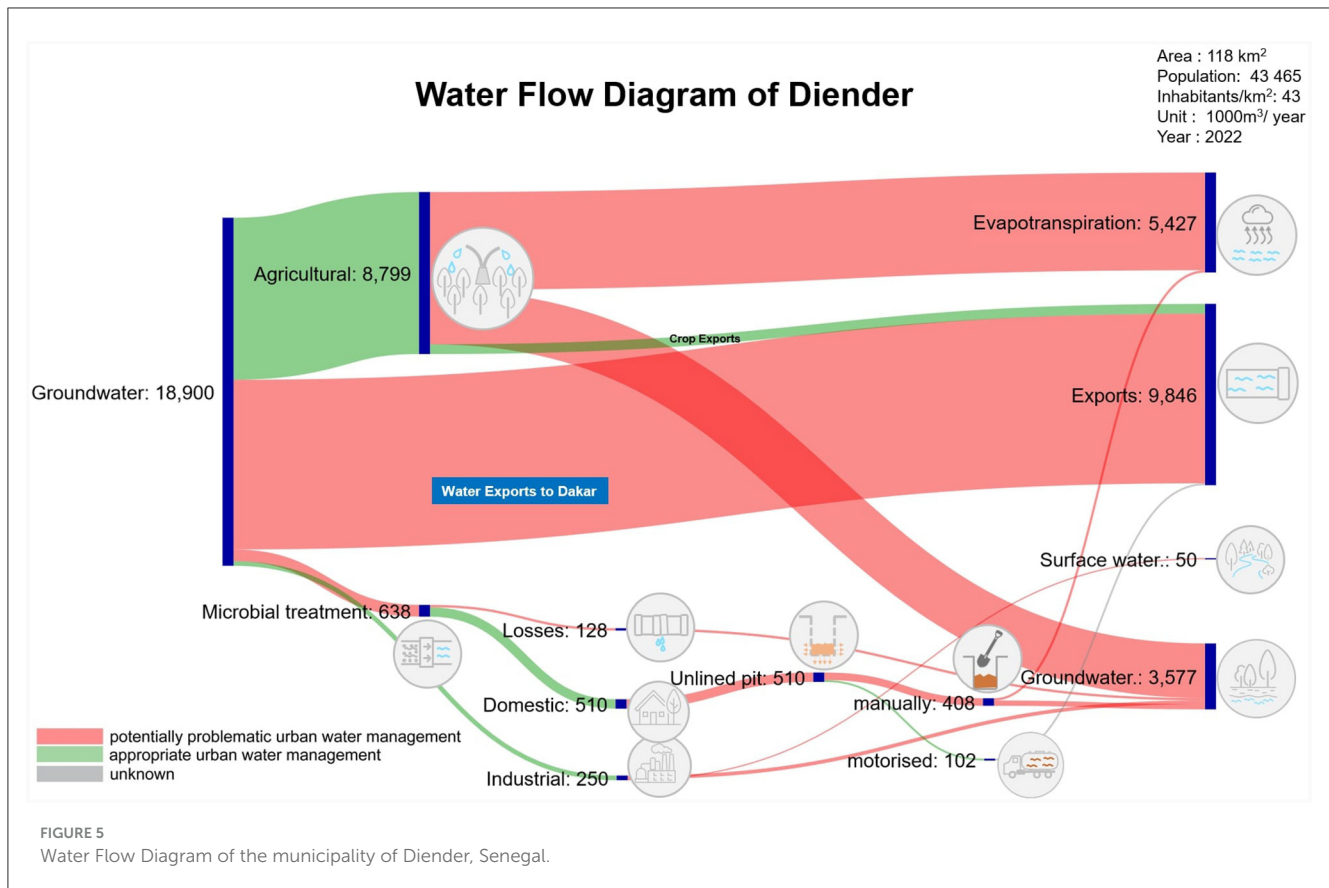 Water Flow Diagram of Diender
Area : 118 km²
Population: 43 465
Inhabitants/km²: 43
Unit : 1000m³/ year
Year : 2022
Evapotranspiration: 5,427
Agricultural: 8,799
Crop Exports
Groundwater: 18,900
Exports: 9,846
Water Exports to Dakar
Surface water.: 50
Microbial treatment: 638
Losses: 128
Unlined pit: 510
Groundwater.: 3,577
Domestic: 510
manually: 408
potentially problematic urban water management
appropriate urban water management
unknown
motorised: 102
Industrial: 250
FIGURE 5
Water Flow Diagram of the municipality of Diender, Senegal.